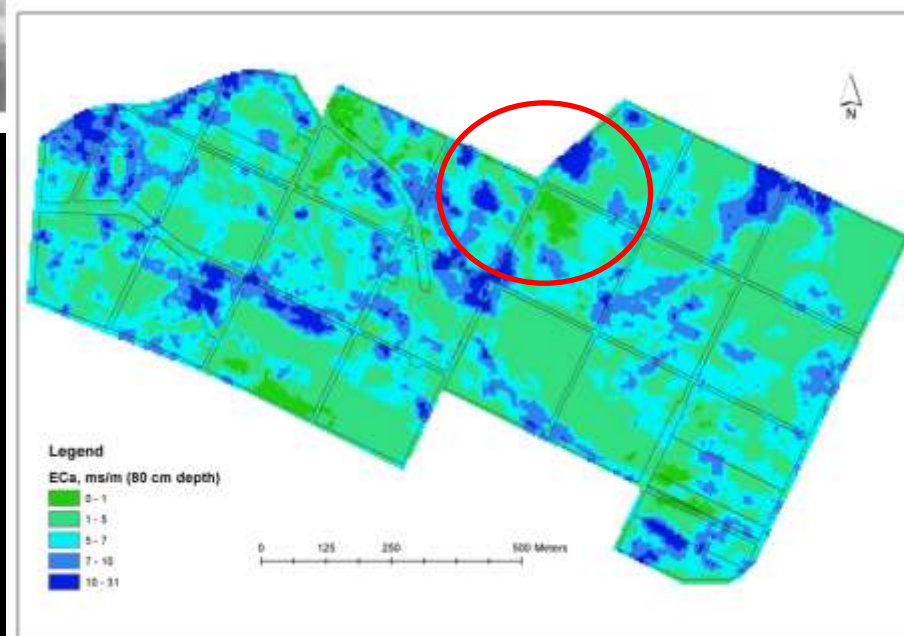 N
Legend
ECa, ms/m (80 cm depth)
0 - 1
1 - 5
5 - 7
7 - 10
10 - 31
0 125 250 500 Meters